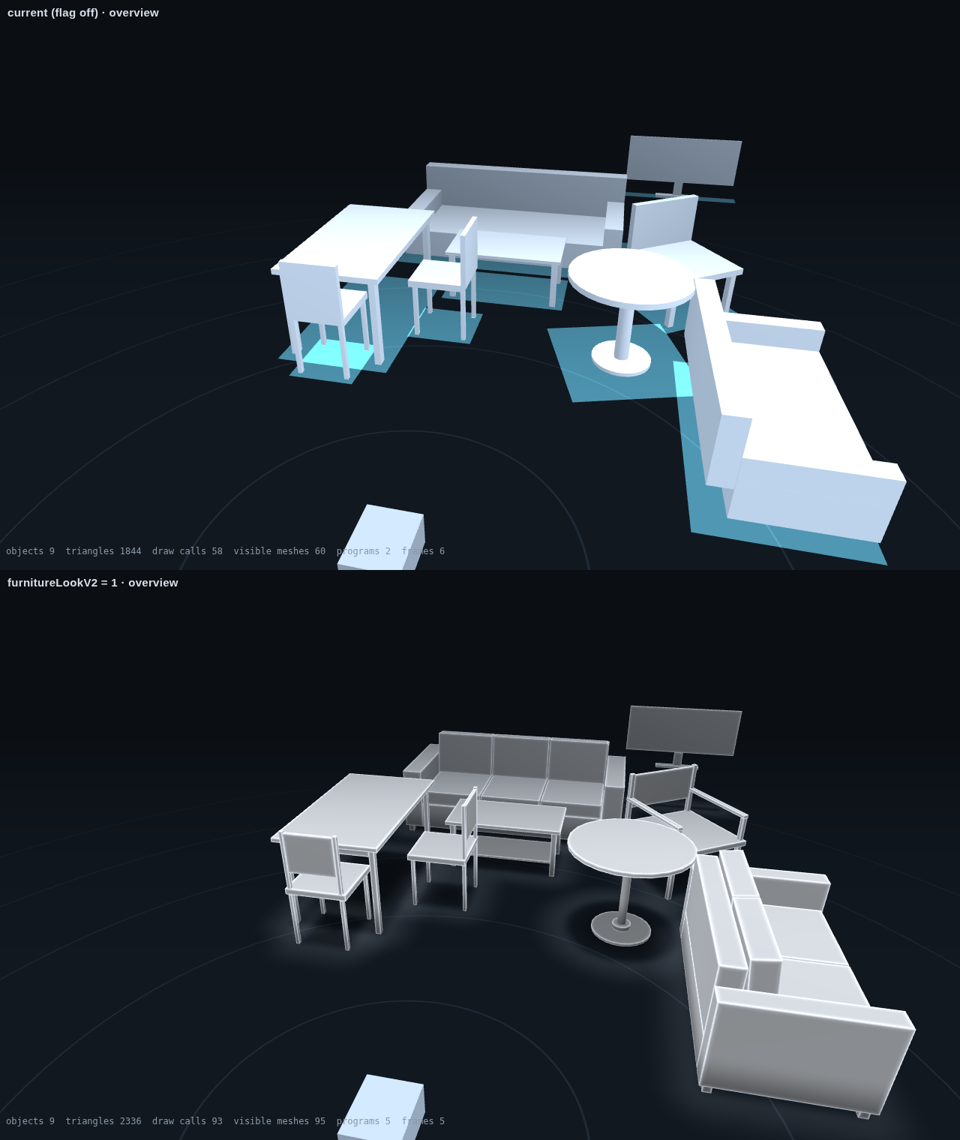 current (flag off) · overview
objects 9  triangles 1844  draw calls 58  visible meshes 60  programs 2  frames 6
furnitureLookV2 = 1 · overview
objects 9  triangles 2336  draw calls 93  visible meshes 95  programs 5  frames 5